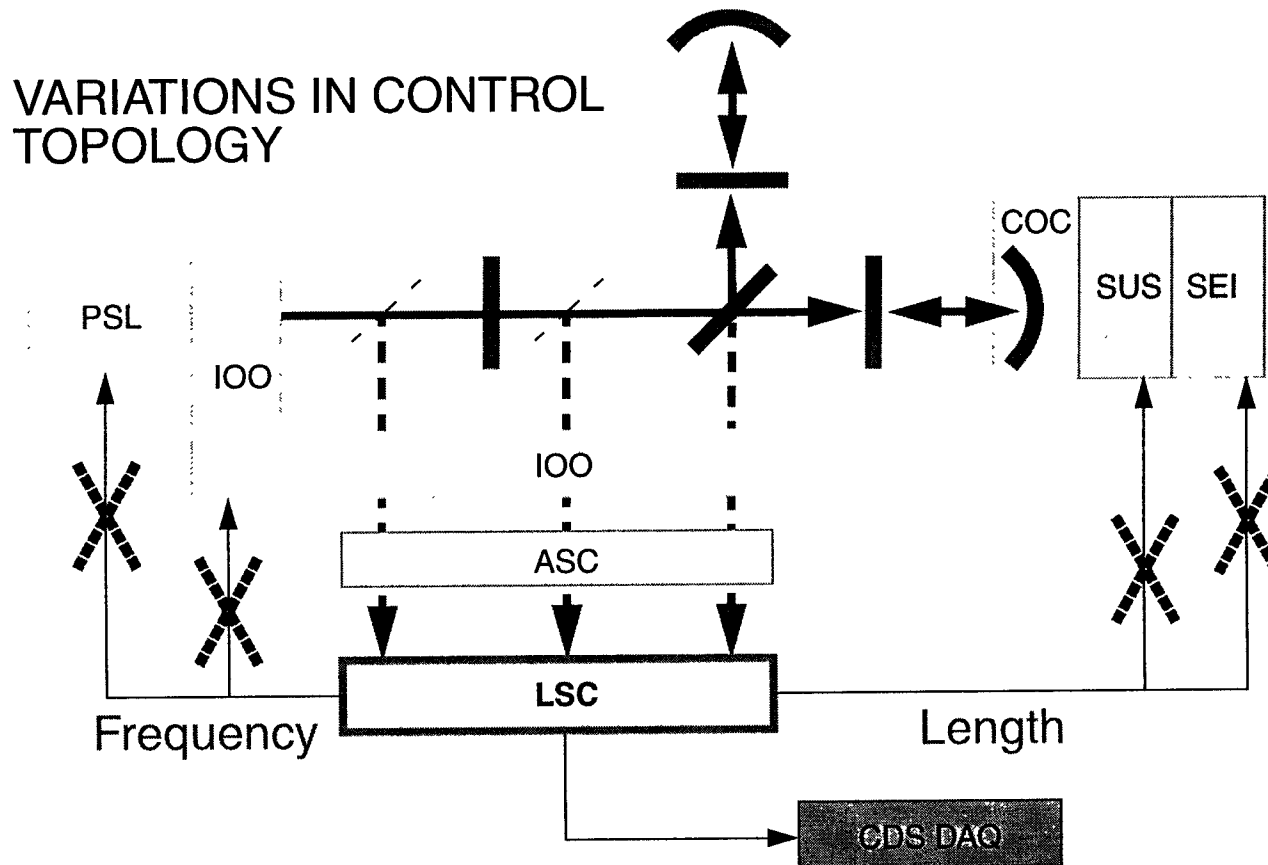 VARIATIONS IN CONTROL
TOPOLOGY
COC
SUS
SEI
PSL
IOO
IOO
ASC
LSC
Frequency
Length
CDS DAQ